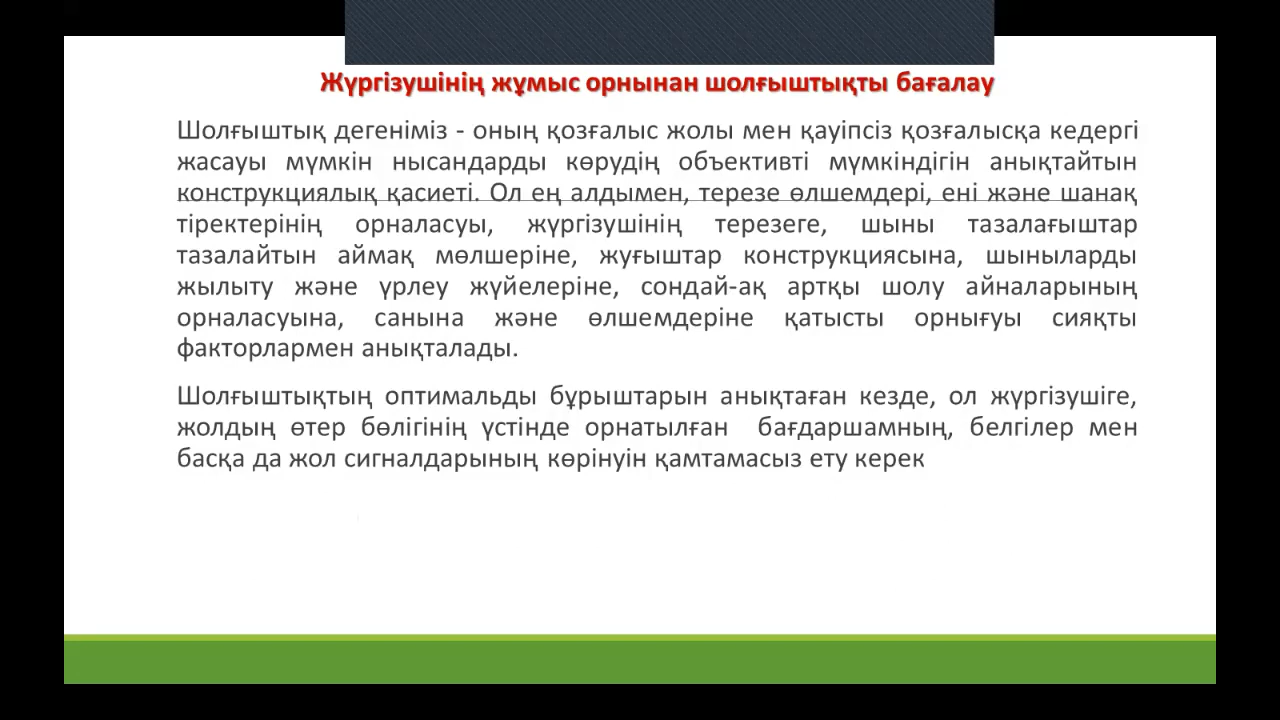 Жүргізушінің жұмыс орнынан шолғыштықты бағалау
Шолғыштық дегеніміз - оның қозғалыс жолы мен қауіпсіз қозғалысқа кедергі
жасауы мүмкін нысандарды көрудің объективті мүмкіндігін анықтайтын
конструкциялық қасиеті. Ол ең алдымен, терезе өлшемдері, ені және шанақ
тіректерінің орналасуы, жүргізушінің терезеге, шыны тазалағыштар
тазалайтын аймақ мөлшеріне, жуғыштар конструкциясына, шыныларды
жылыту және үрлеу жүйелеріне, сондай-ақ артқы шолу айналарының
орналасуына, санына және өлшемдеріне қатысты орнығуы сияқты
факторлармен анықталады.
Шолғыштықтың оптимальды бұрыштарын анықтаған кезде, ол жүргізушіге,
жолдың өтер бөлігінің үстінде орнатылған бағдаршамның, белгілер мен
басқа да жол сигналдарының көрінуін қамтамасыз ету керек